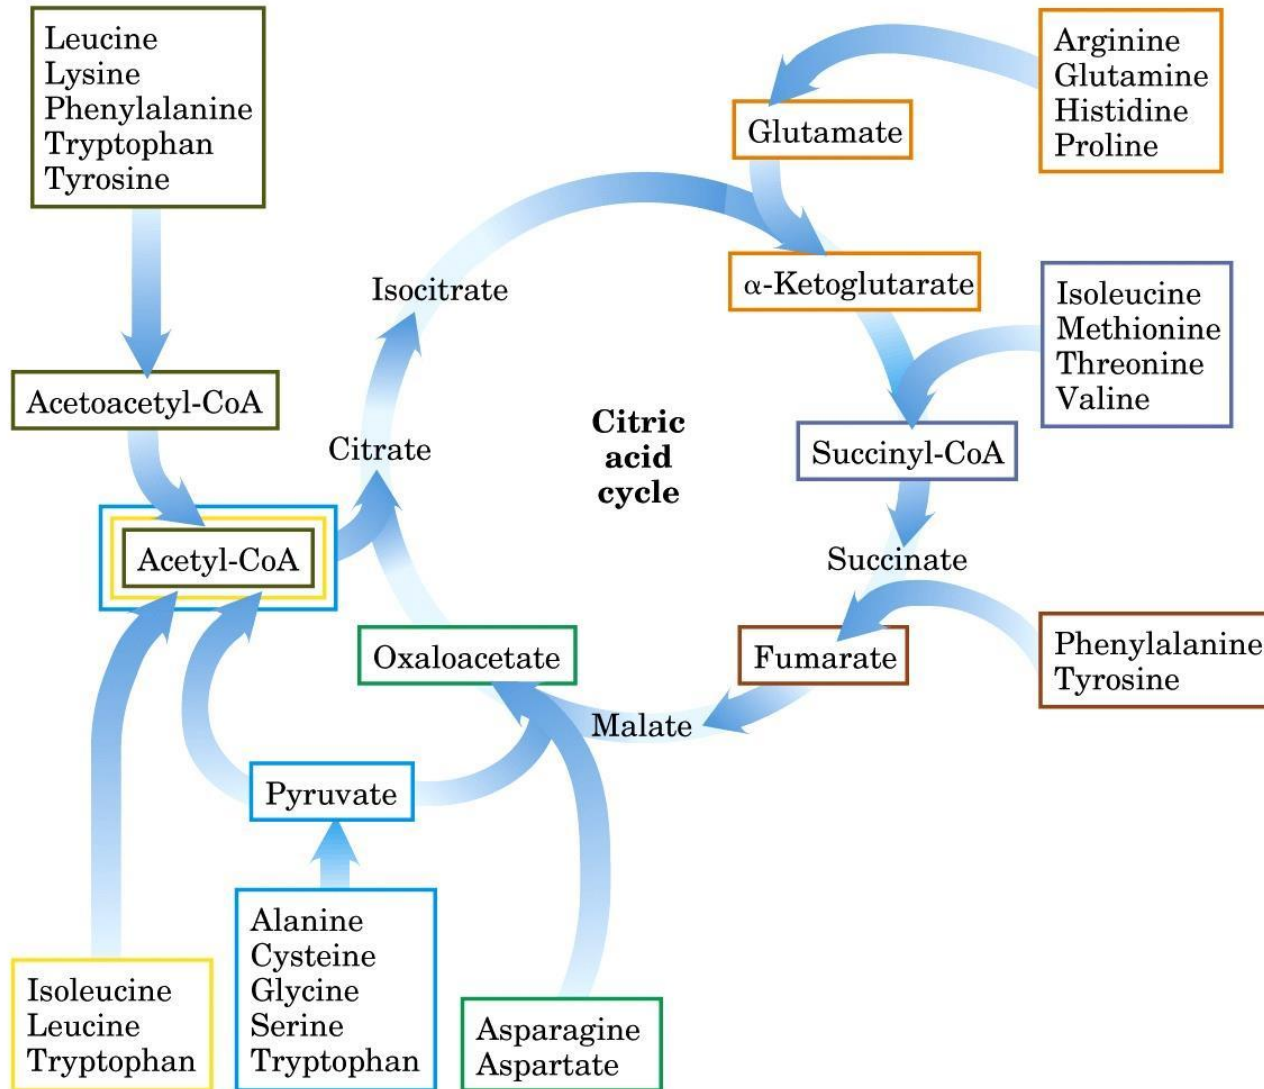 Leucine
Lysine
Phenylalanine
Tryptophan
Tyrosine
Arginine
Glutamine
Histidine
Proline
Glutamate
α-Ketoglutarate
Isocitrate
Isoleucine
Methionine
Threonine
Valine
Acetoacetyl-CoA
Citric
acid
cycle
Citrate
Succinyl-CoA
Acetyl-CoA
Succinate
Oxaloacetate
Fumarate
Phenylalanine
Tyrosine
Malate
Pyruvate
Alanine
Cysteine
Glycine
Serine
Tryptophan
Isoleucine
Leucine
Tryptophan
Asparagine
Aspartate